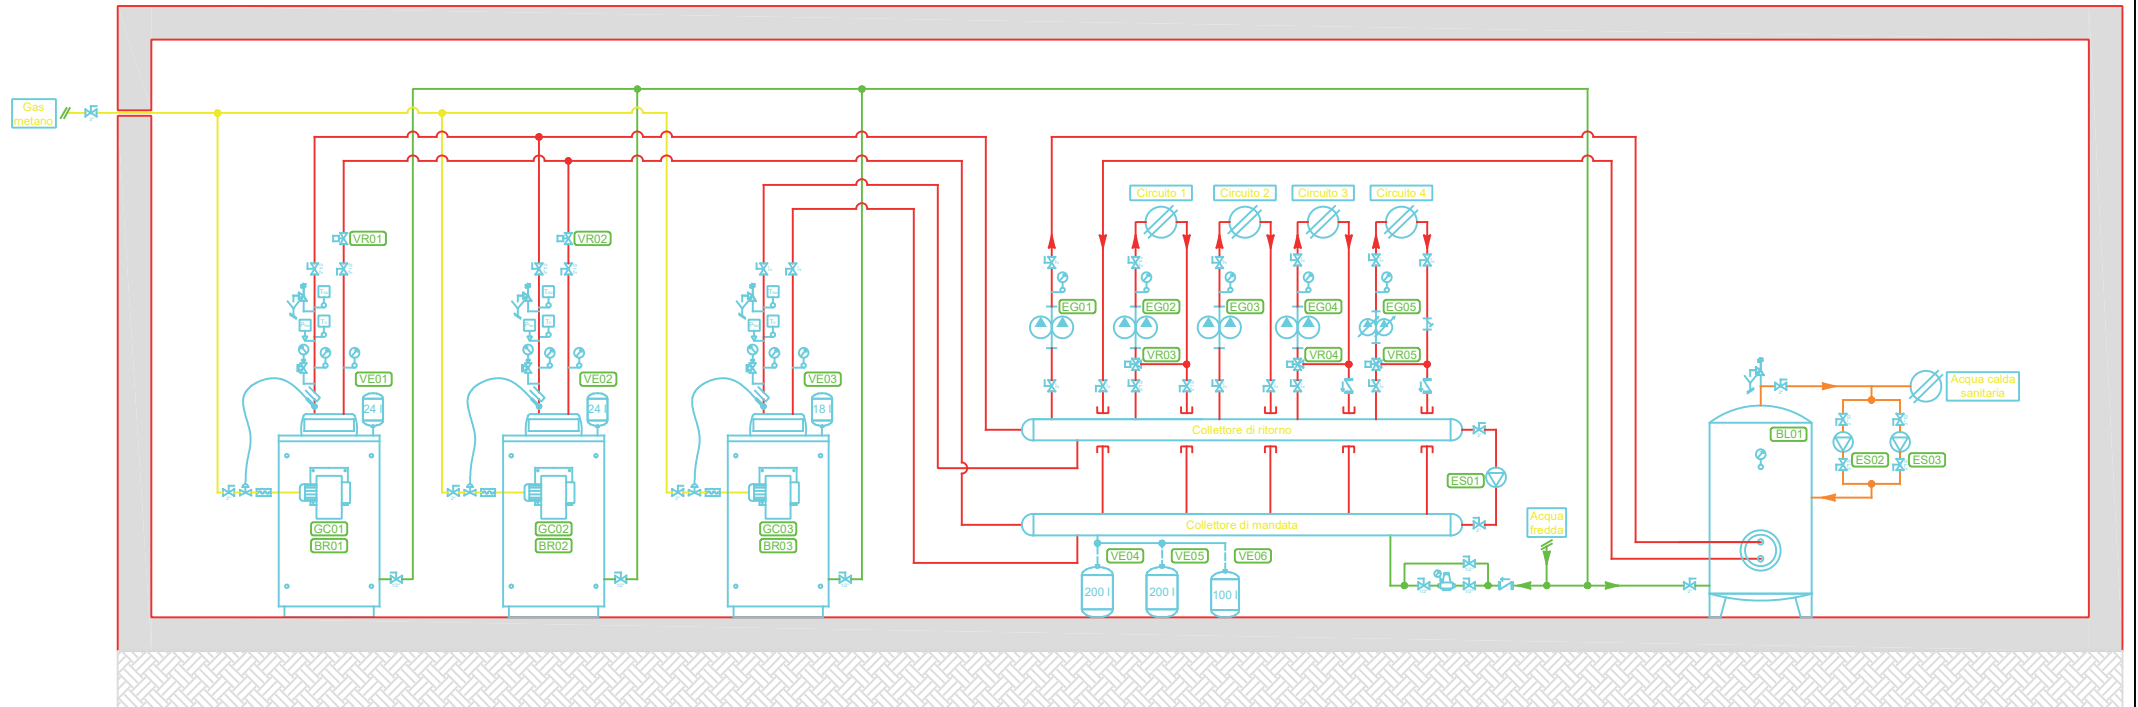 Gas
metano
Circuito 1
Circuito 2
Circuito 3
Circuito 4
VR01
VR02
EG01
EG02
EG03
EG04
EG05
VR03
VR04
VR05
VE01
VE02
VE03
24 l
24 l
18 l
Acqua calda
sanitaria
Collettore di ritorno
BL01
ES02
ES03
ES01
GC01
GC02
GC03
BR01
BR02
BR03
Collettore di mandata
Acqua
fredda
VE04
VE05
VE06
200 l
200 l
100 l